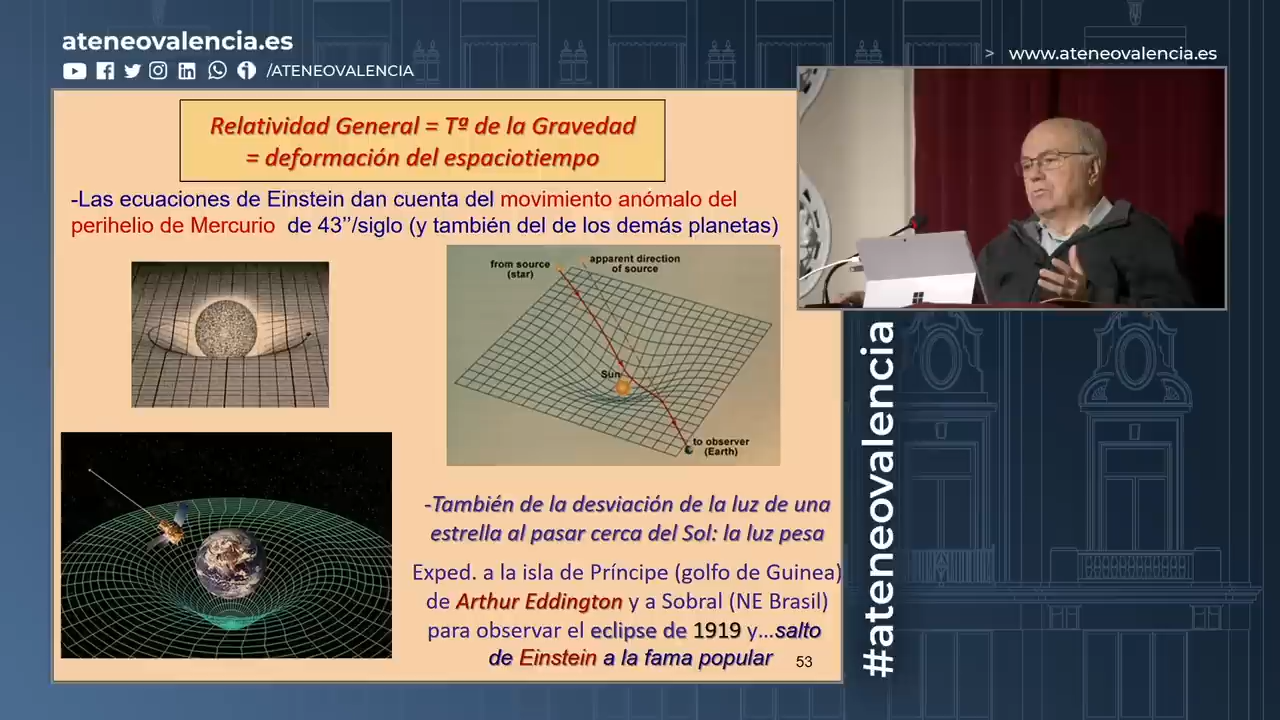 ateneovalencia.es
/ATENEOVALENCIA
> www.ateneovalencia.es
Relatividad General = Tª de la Gravedad
= deformación del espaciotiempo
-Las ecuaciones de Einstein dan cuenta del movimiento anómalo del
perihelio de Mercurio de 43’’/siglo (y también del de los demás planetas)
from source
(star)
apparent direction
of source
Sun
to observer
(Earth)
-También de la desviación de la luz de una
estrella al pasar cerca del Sol: la luz pesa
Exped. a la isla de Príncipe (golfo de Guinea)
de Arthur Eddington y a Sobral (NE Brasil)
para observar el eclipse de 1919 y...salto
de Einstein a la fama popular
53
#ateneovalencia